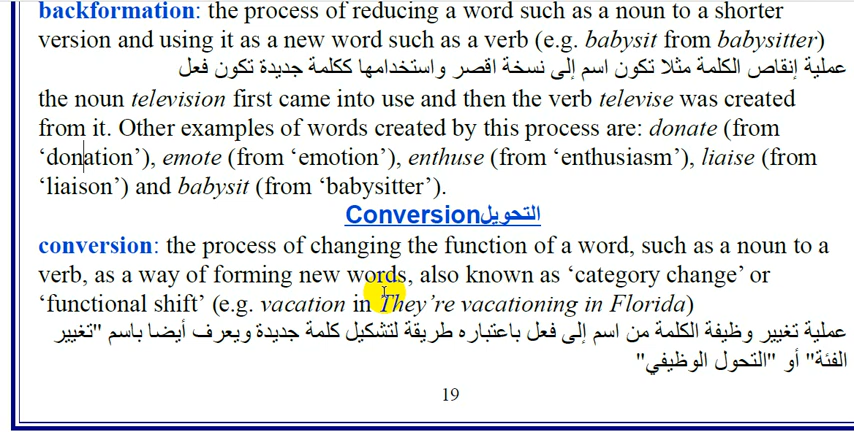 backformation: the process of reducing a word such as a noun to a shorter
version and using it as a new word such as a verb (e.g. babysit from babysitter)
عملية إنقاص الكلمة مثلا تكون اسم إلى نسخة اقصر واستخدامها ككلمة جديدة تكون فعل
the noun television first came into use and then the verb televise was created
from it. Other examples of words created by this process are: donate (from
‘donation’), emote (from ‘emotion’), enthuse (from ‘enthusiasm’), liaise (from
‘liaison’) and babysit (from ‘babysitter’).
Conversionالتحويل
conversion: the process of changing the function of a word, such as a noun to a
verb, as a way of forming new words, also known as ‘category change’ or
‘functional shift’ (e.g. vacation in They’re vacationing in Florida)
عملية تغيير وظيفة الكلمة من اسم إلى فعل باعتباره طريقة لتشكيل كلمة جديدة ويعرف أيضا باسم "تغيير
الفئة" أو "التحول الوظيفي"
19